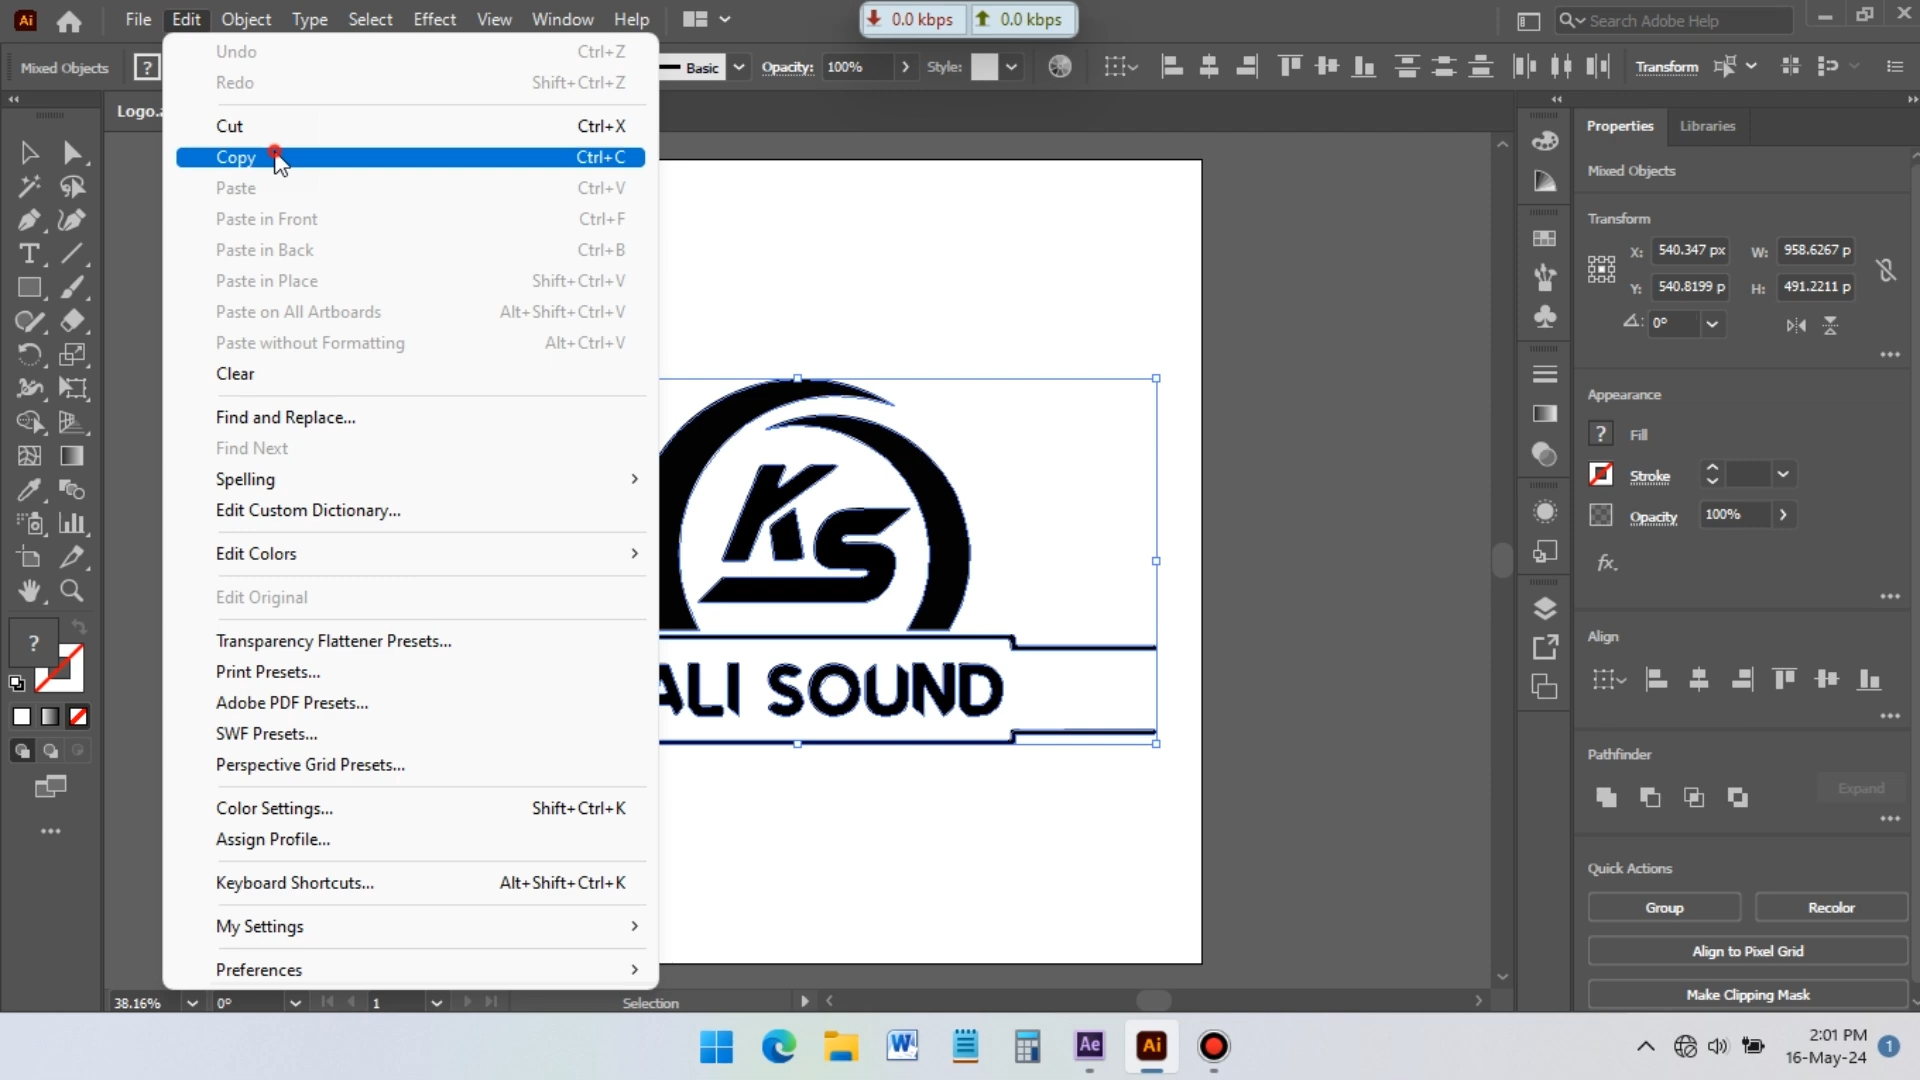 Ai File Edit Object Type Select Effect View Window Help 0.0 kbps 0.0 kbps Search Adobe Help
Mixed Objects ? Basic Opacity: 100% Style: Transform
Logo.a
Undo Ctrl+Z
Redo Shift+Ctrl+Z
Cut Ctrl+X
Copy Ctrl+C
Paste Ctrl+V
Paste in Front Ctrl+F
Paste in Back Ctrl+B
Paste in Place Shift+Ctrl+V
Paste on All Artboards Alt+Shift+Ctrl+V
Paste without Formatting Alt+Ctrl+V
Clear
Find and Replace...
Find Next
Spelling
Edit Custom Dictionary...
Edit Colors
Edit Original
Transparency Flattener Presets...
Print Presets...
Adobe PDF Presets...
SWF Presets...
Perspective Grid Presets...
Color Settings... Shift+Ctrl+K
Assign Profile...
Keyboard Shortcuts... Alt+Shift+Ctrl+K
My Settings
Preferences
KS
ALI SOUND
Properties Libraries
Mixed Objects
Transform
X: 540.347 px W: 958.6267 p
Y: 540.8199 p H: 491.2211 p
0°
Appearance
? Fill
Stroke
Opacity 100%
fx.
Align
Pathfinder
Expand
Quick Actions
Group Recolor
Align to Pixel Grid
Make Clipping Mask
?
38.16% 0° 1 Selection
W Ae Ai
2:01 PM
16-May-24 1